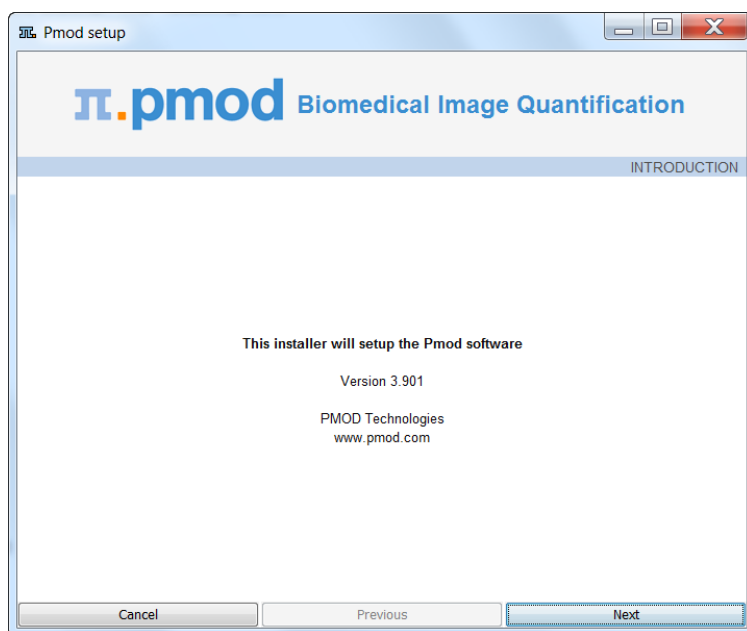 Pmod setup
π.pmod Biomedical Image Quantification
INTRODUCTION
This installer will setup the Pmod software
Version 3.901
PMOD Technologies
www.pmod.com
Cancel Previous Next